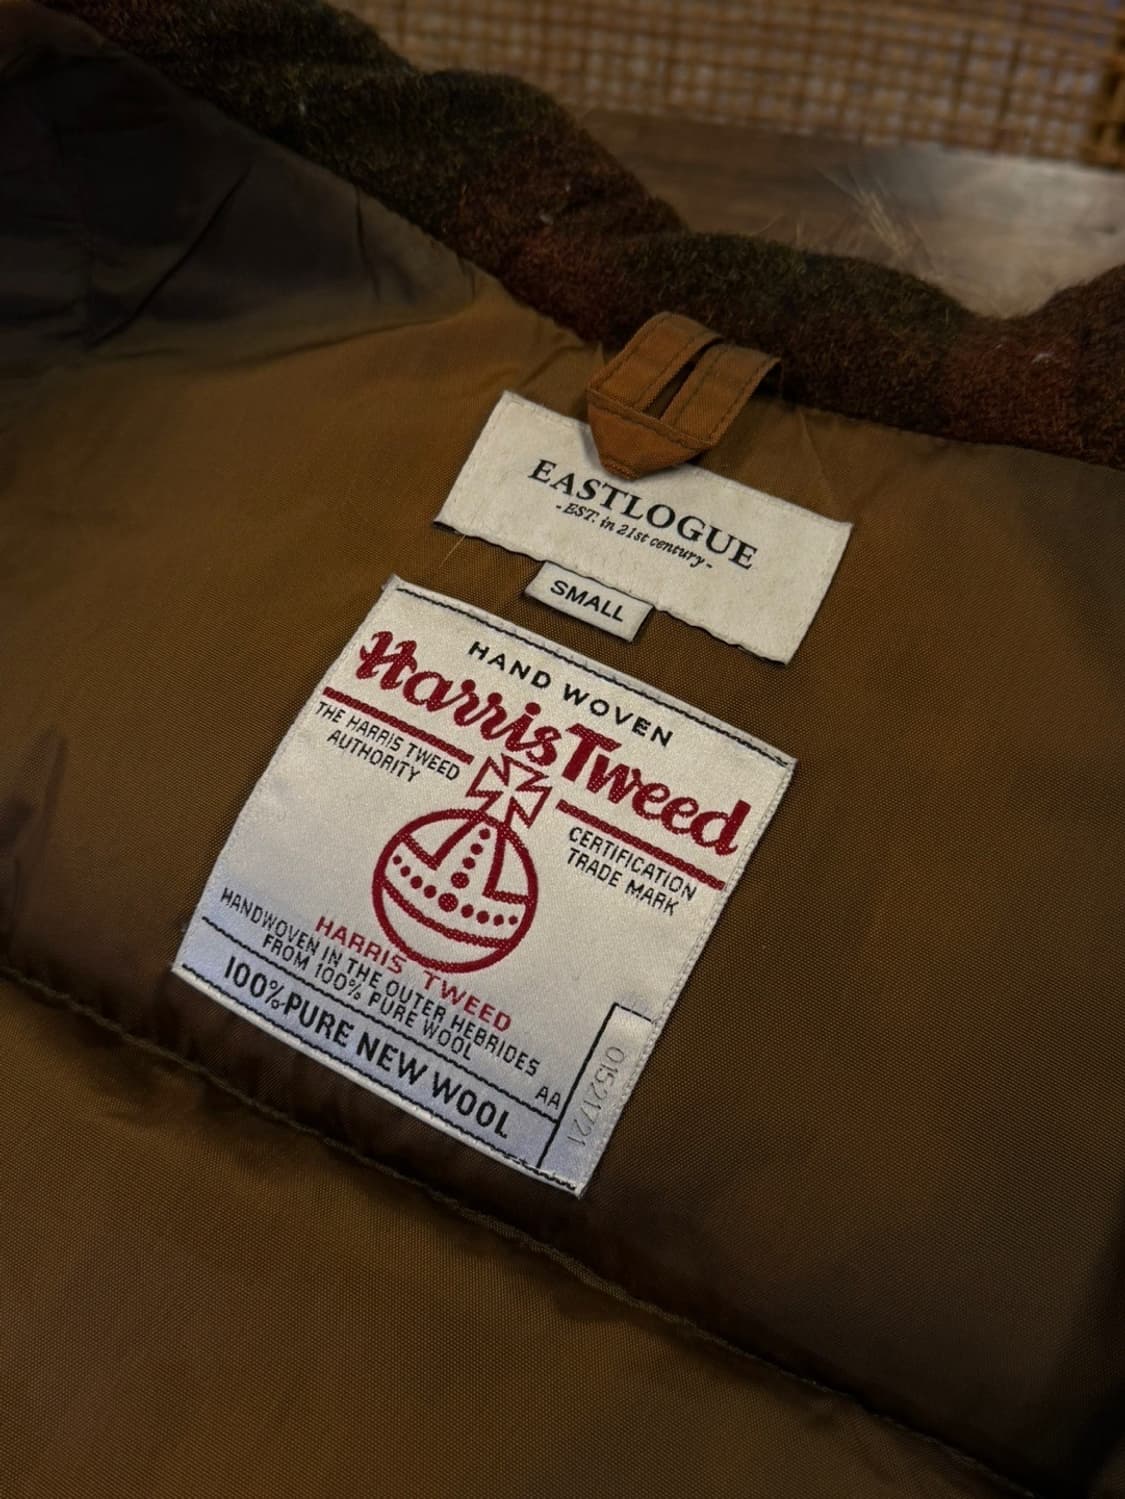 EASTLOGUE
-EST. in 21st century-
SMALL
HAND WOVEN
Harris Tweed
THE HARRIS TWEED
AUTHORITY
CERTIFICATION
TRADE MARK
HARRIS TWEED
HANDWOVEN IN THE OUTER HEBRIDES
FROM 100% PURE WOOL
AA
100% PURE NEW WOOL
01521721